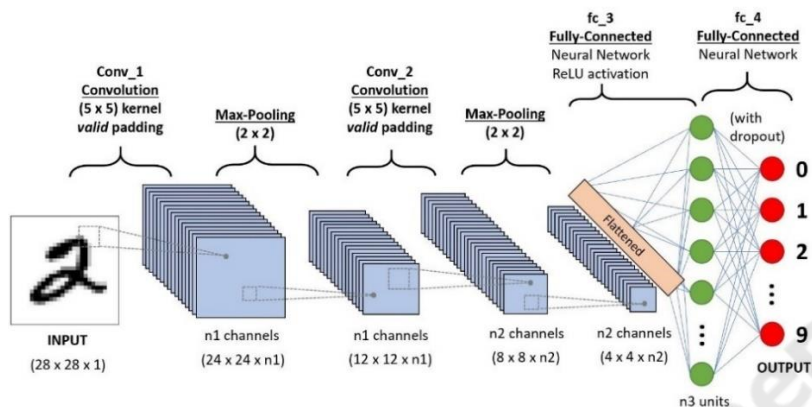 fc_3
Fully-Connected
Neural Network
ReLU activation
fc_4
Fully-Connected
Neural Network
Conv_1
Convolution
(5 x 5) kernel
valid padding
Max-Pooling
(2 x 2)
Conv_2
Convolution
(5 x 5) kernel
valid padding
Max-Pooling
(2 x 2)
(with
dropout)
Flattened
0
1
2
9
INPUT
(28 x 28 x 1)
n1 channels
(24 x 24 x n1)
n1 channels
(12 x 12 x n1)
n2 channels
(8 x 8 x n2)
n2 channels
(4 x 4 x n2)
OUTPUT
n3 units